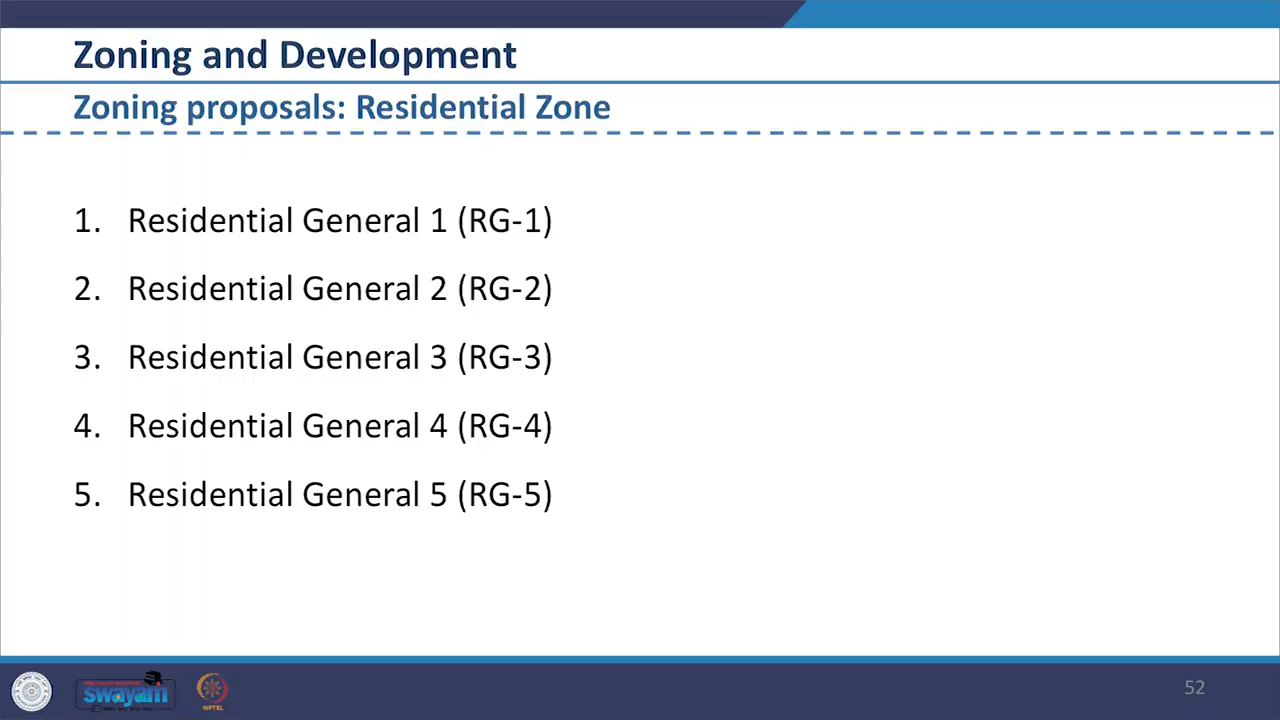 Zoning and Development
Zoning proposals: Residential Zone
1. Residential General 1 (RG-1)
2. Residential General 2 (RG-2)
3. Residential General 3 (RG-3)
4. Residential General 4 (RG-4)
5. Residential General 5 (RG-5)
swayam
NPTEL
52